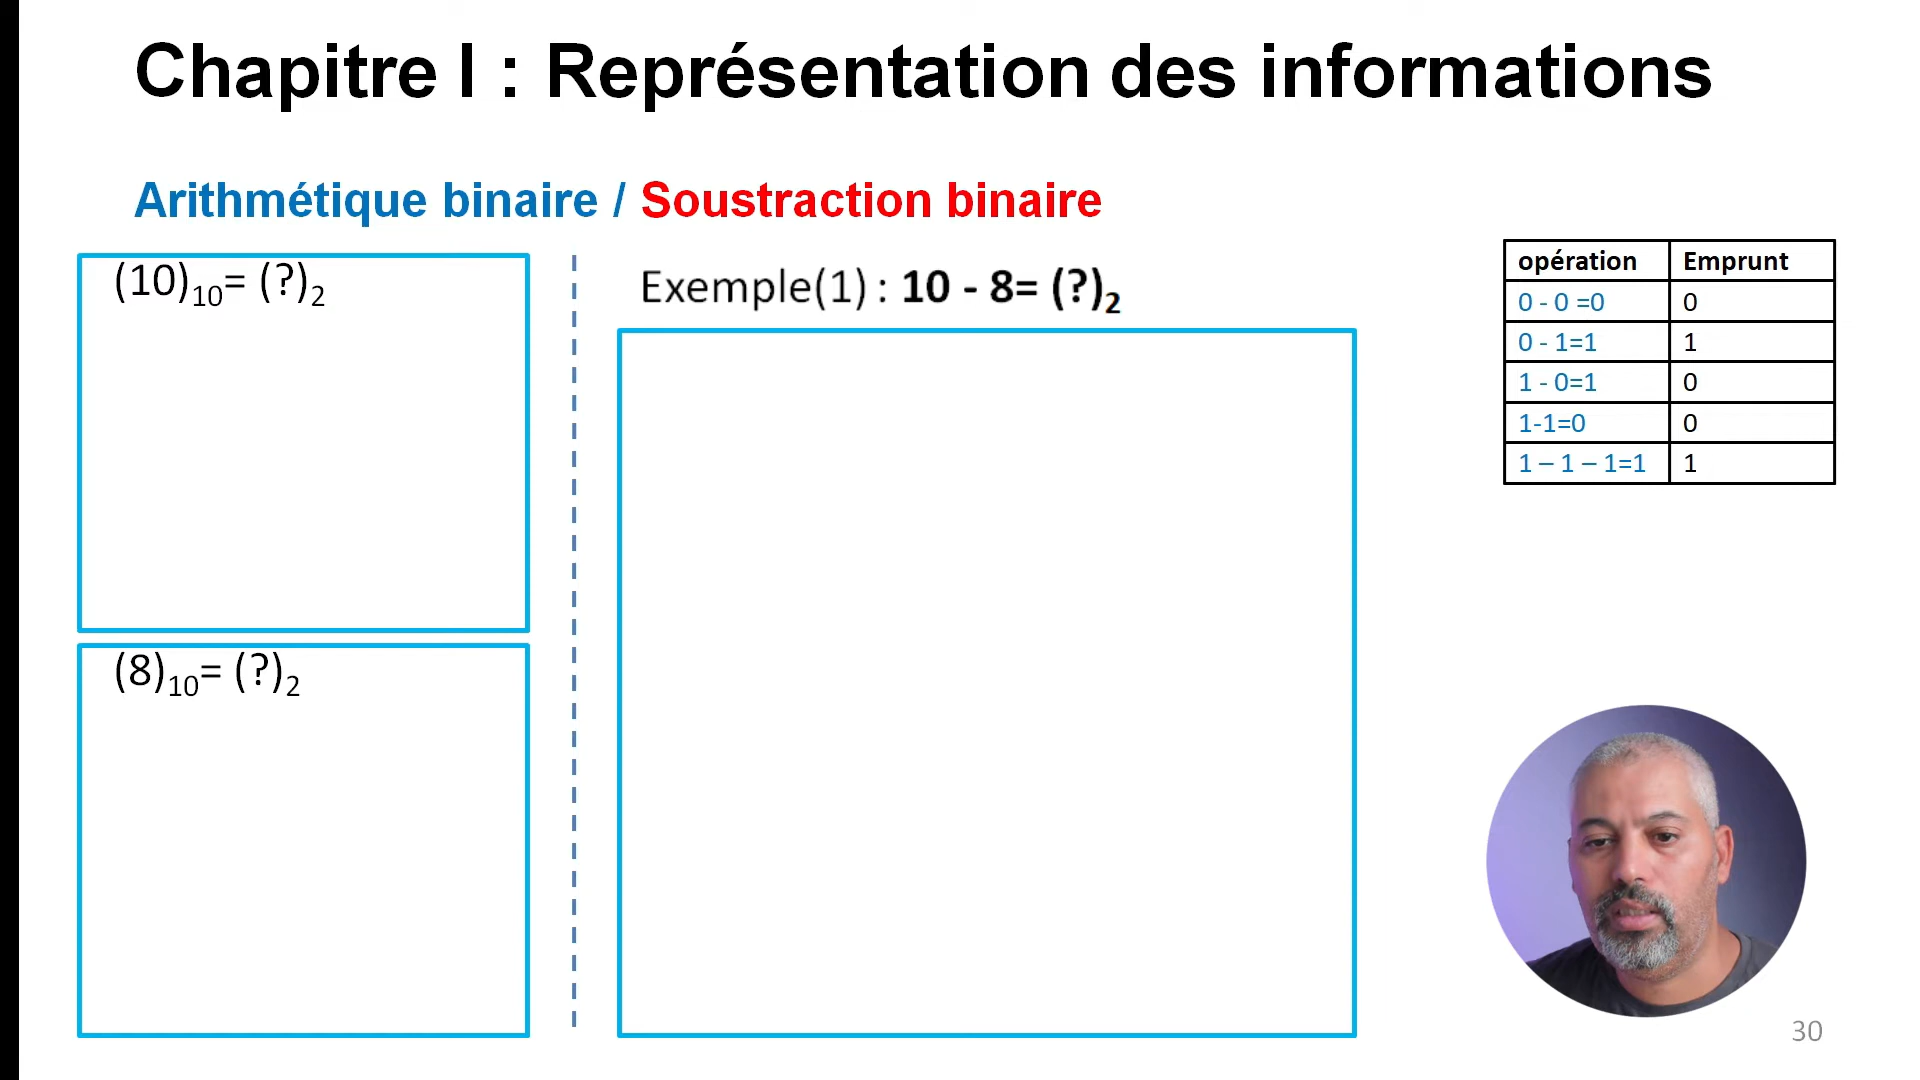 Chapitre I : Représentation des informations
Arithmétique binaire / Soustraction binaire
(10)₁₀= (?)₂
(8)₁₀= (?)₂
Exemple(1) : 10 - 8= (?)₂
opération Emprunt
0 - 0 =0 0
0 - 1=1 1
1 - 0=1 0
1-1=0 0
1 – 1 – 1=1 1
30